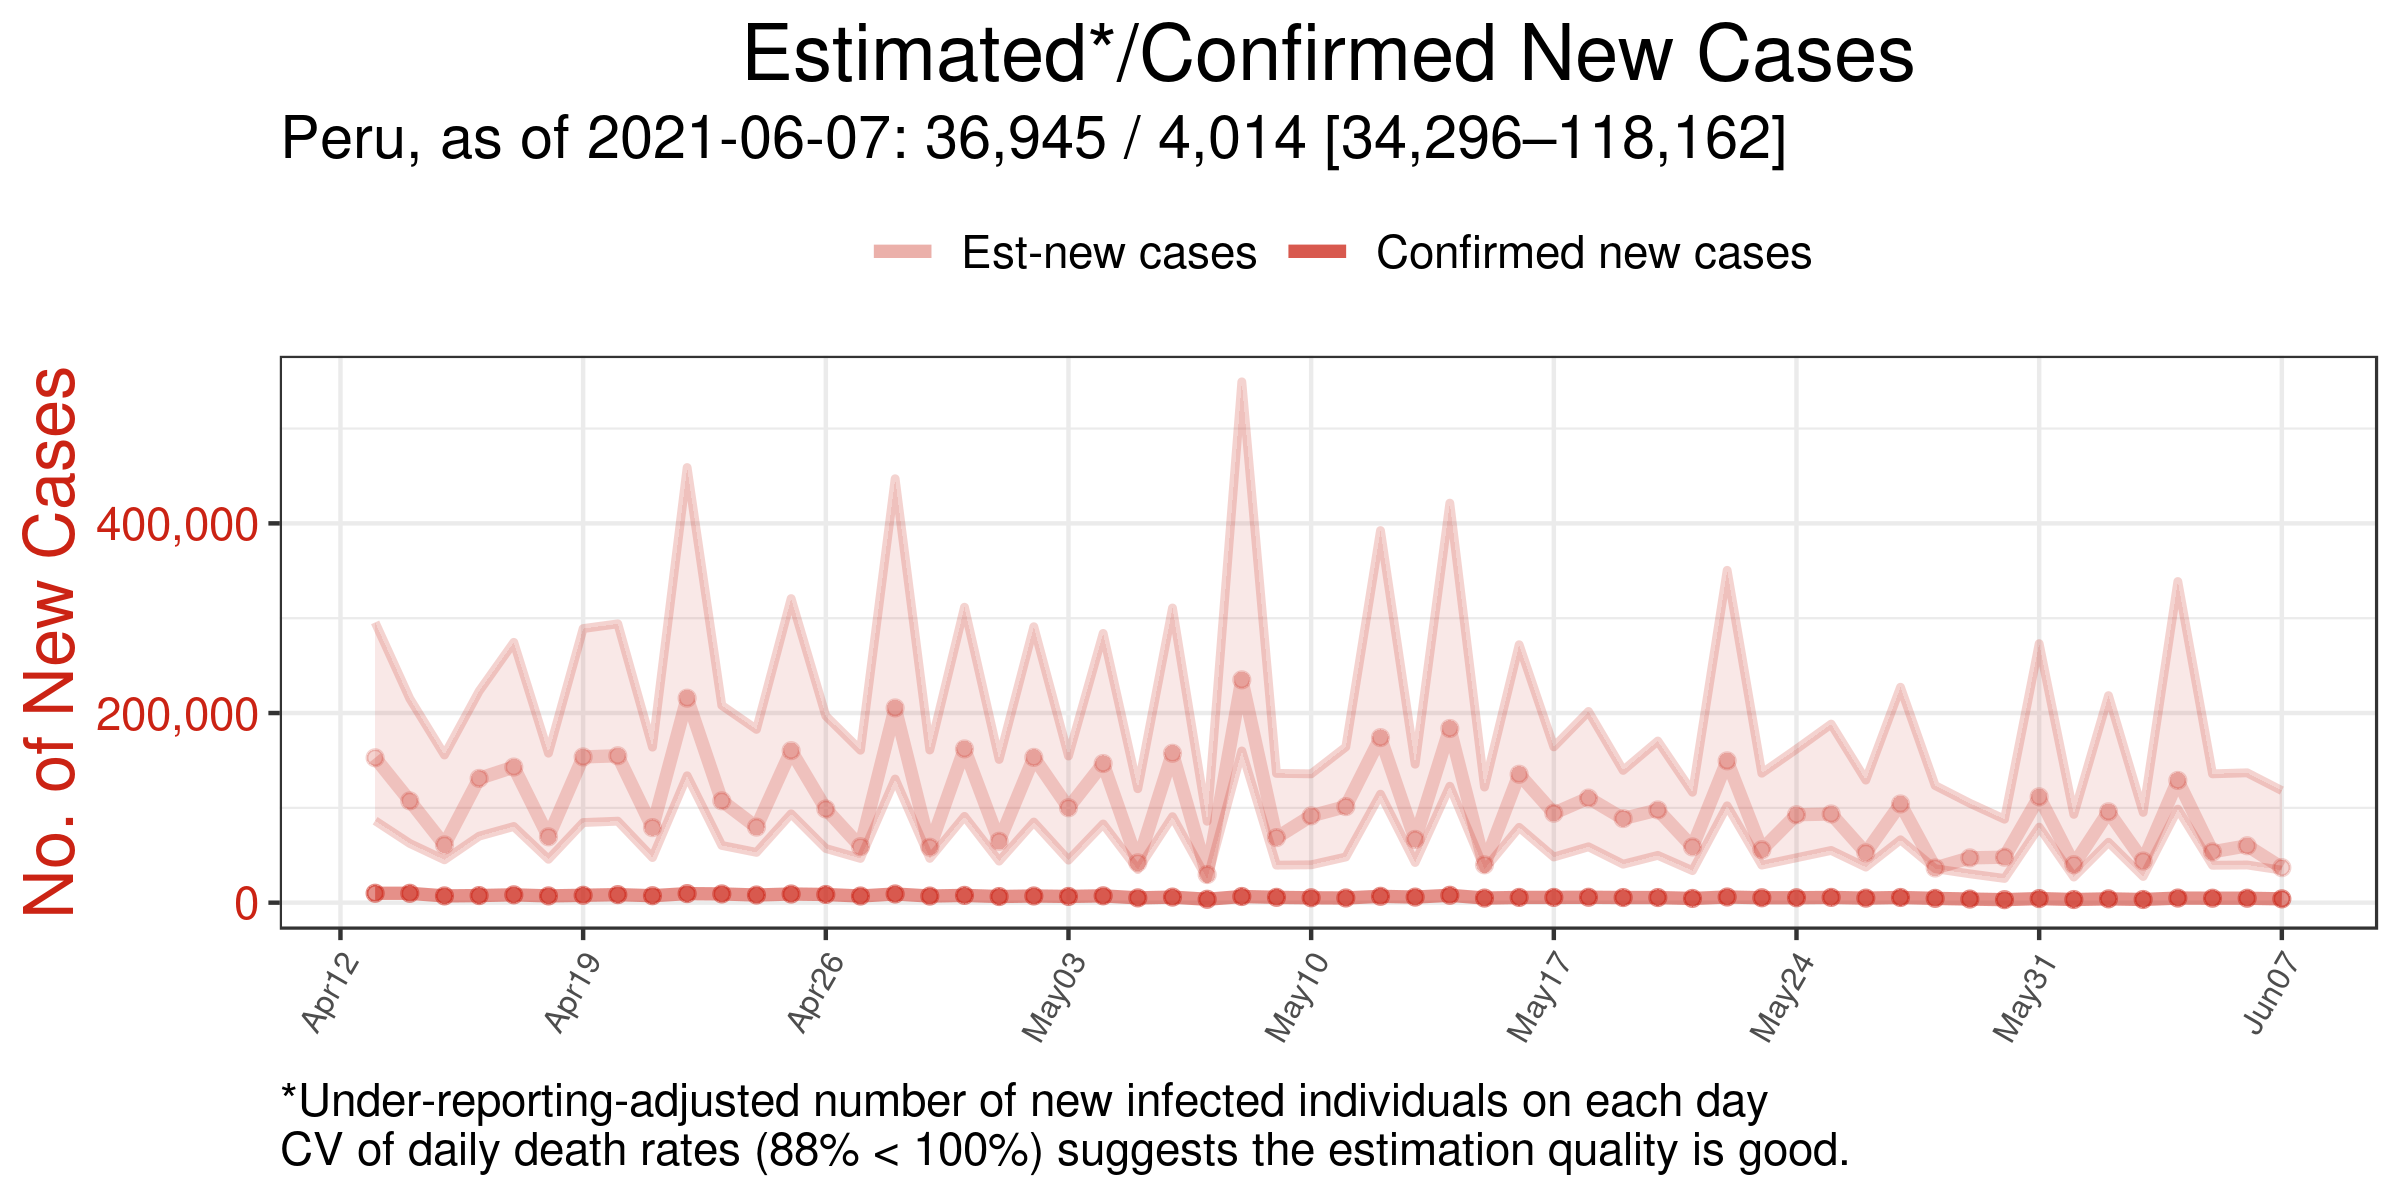 Estimated*/Confirmed New Cases
Peru, as of 2021-06-07: 36,945 / 4,014 [34,296–118,162]
Est-new cases
Confirmed new cases
No. of New Cases
400,000
200,000
0
Apr12
Apr19
Apr26
May03
May10
May17
May24
May31
Jun07
*Under-reporting-adjusted number of new infected individuals on each day
CV of daily death rates (88% < 100%) suggests the estimation quality is good.